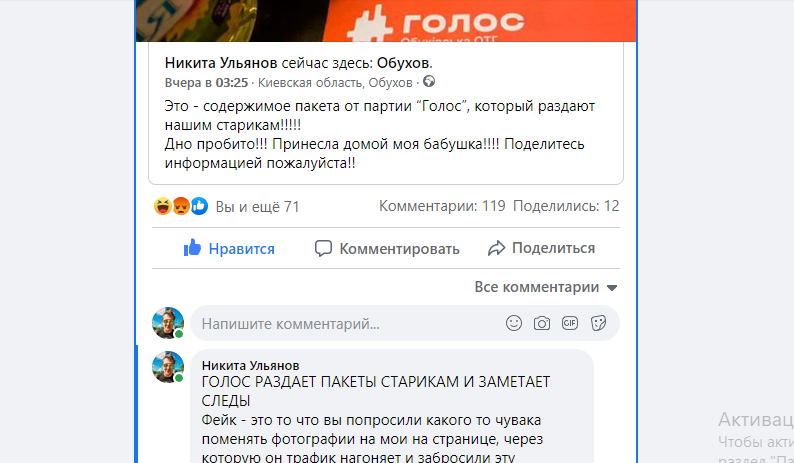 ГОЛОС
Обухівська ОТГ
Никита Ульянов сейчас здесь: Обухов.
Вчера в 03:25 · Киевская область, Обухов ·
Это - содержимое пакета от партии “Голос”, который раздают
нашим старикам!!!!!
Дно пробито!!! Принесла домой моя бабушка!!!! Поделитесь
информацией пожалуйста!!
Вы и ещё 71 Комментарии: 119 Поделились: 12
Нравится Комментировать Поделиться
Все комментарии
Напишите комментарий... GIF
Никита Ульянов
ГОЛОС РАЗДАЕТ ПАКЕТЫ СТАРИКАМ И ЗАМЕТАЕТ
СЛЕДЫ
Фейк - это то что вы попросили какого то чувака
поменять фотографии на мои на странице, через
которую он трафик нагоняет и забросили эту
Активац
Чтобы акти
раздел "Па